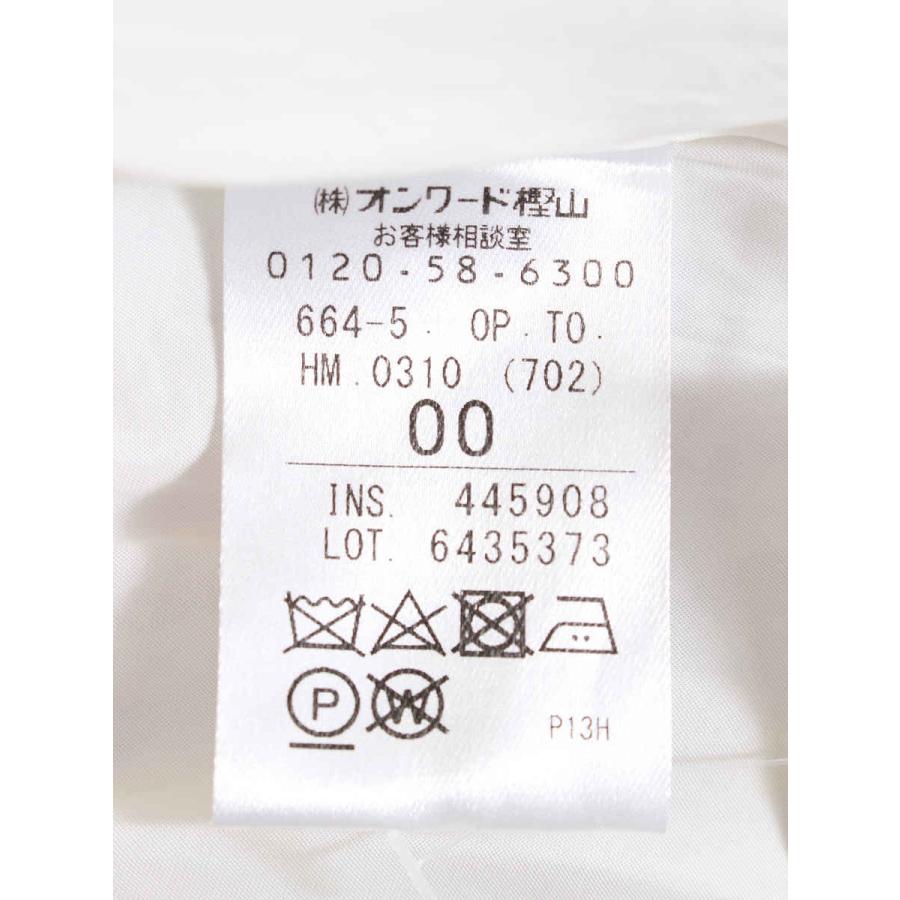 (株)オンワード樫山
お客様相談室
0120-58-6300
664-5. OP.TO.
HM.0310 (702)
00
INS. 445908
LOT. 6435373
P W P13H